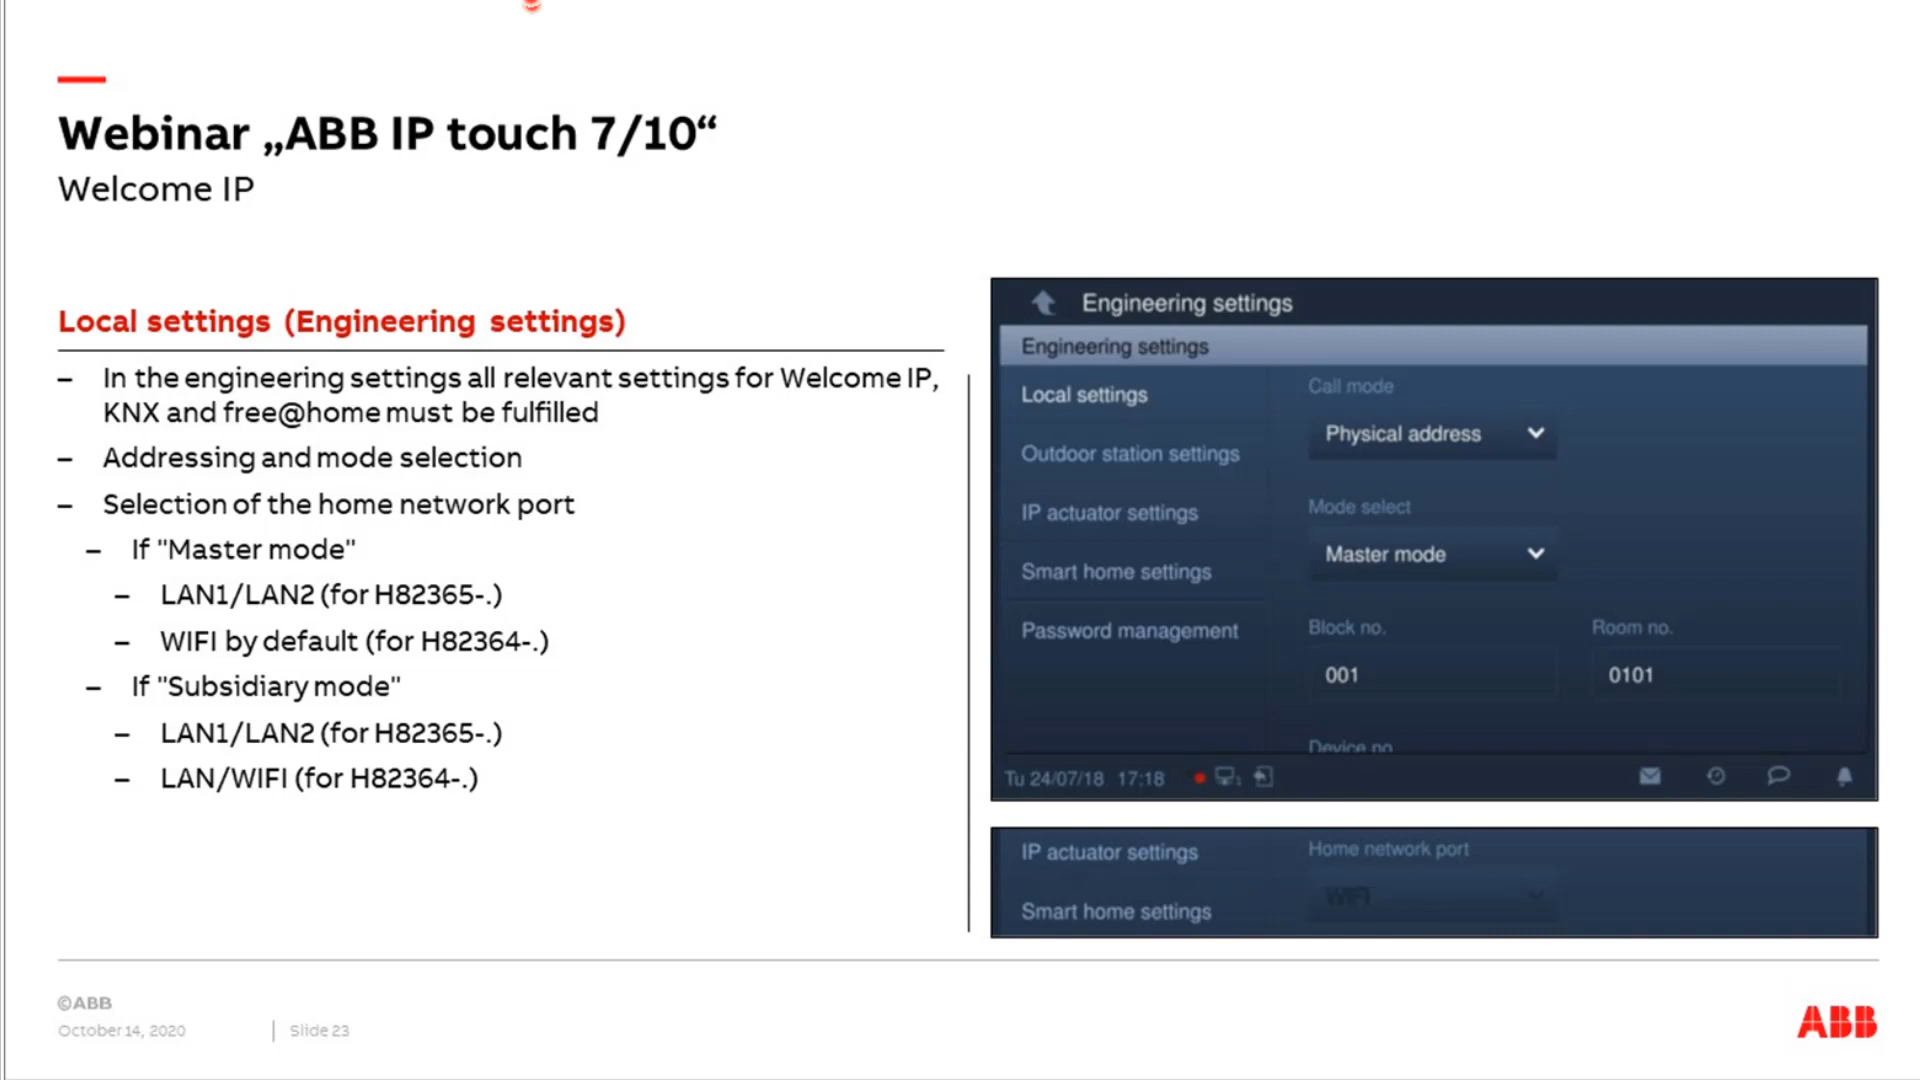 Webinar „ABB IP touch 7/10“
Welcome IP
Local settings (Engineering settings)
– In the engineering settings all relevant settings for Welcome IP,
KNX and free@home must be fulfilled
– Addressing and mode selection
– Selection of the home network port
– If "Master mode"
– LAN1/LAN2 (for H82365-.)
– WIFI by default (for H82364-.)
– If "Subsidiary mode"
– LAN1/LAN2 (for H82365-.)
– LAN/WIFI (for H82364-.)
Engineering settings
Engineering settings
Local settings
Outdoor station settings
IP actuator settings
Smart home settings
Password management
Call mode
Physical address
Mode select
Master mode
Block no.
Room no.
001
0101
Device no
Tu 24/07/18 17:18
IP actuator settings
Smart home settings
Home network port
WIFI
©ABB
October 14, 2020
Slide 23
ABB